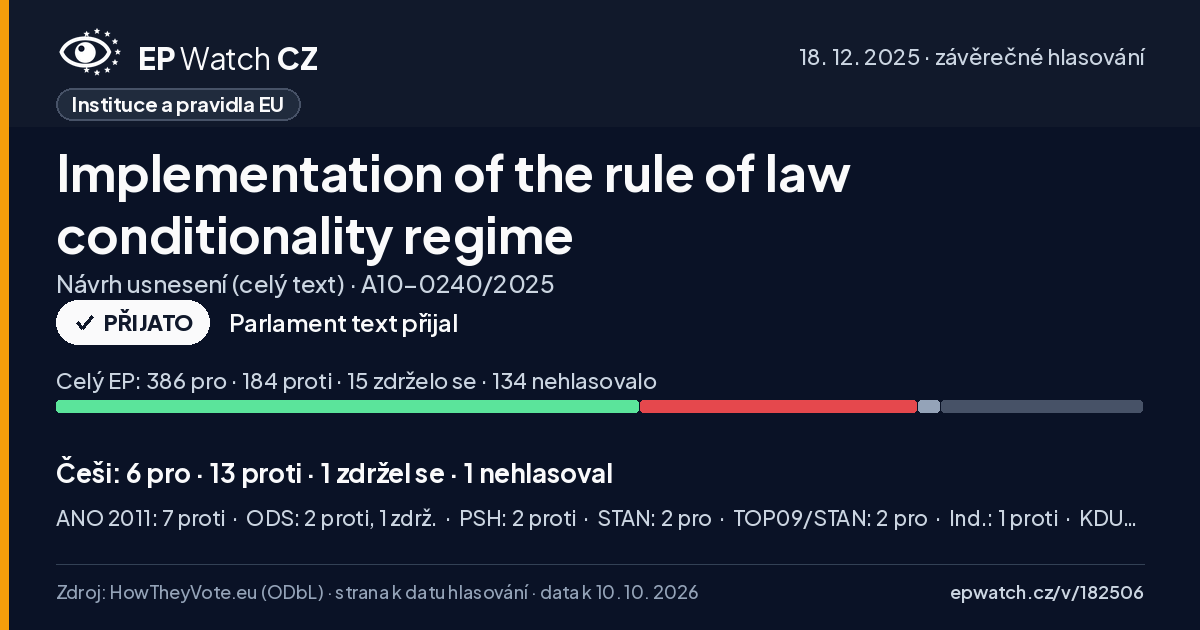 EP Watch CZ
18. 12. 2025 · závěrečné hlasování
Instituce a pravidla EU
Implementation of the rule of law
conditionality regime
Návrh usnesení (celý text) · A10–0240/2025
✓ PŘIJATO Parlament text přijal
Celý EP: 386 pro · 184 proti · 15 zdrželo se · 134 nehlasovalo
Češi: 6 pro · 13 proti · 1 zdržel se · 1 nehlasoval
ANO 2011: 7 proti · ODS: 2 proti, 1 zdrž. · PSH: 2 proti · STAN: 2 pro · TOP09/STAN: 2 pro · Ind.: 1 proti · KDU…
Zdroj: HowTheyVote.eu (ODbL) · strana k datu hlasování · data k 10. 10. 2026
epwatch.cz/v/182506